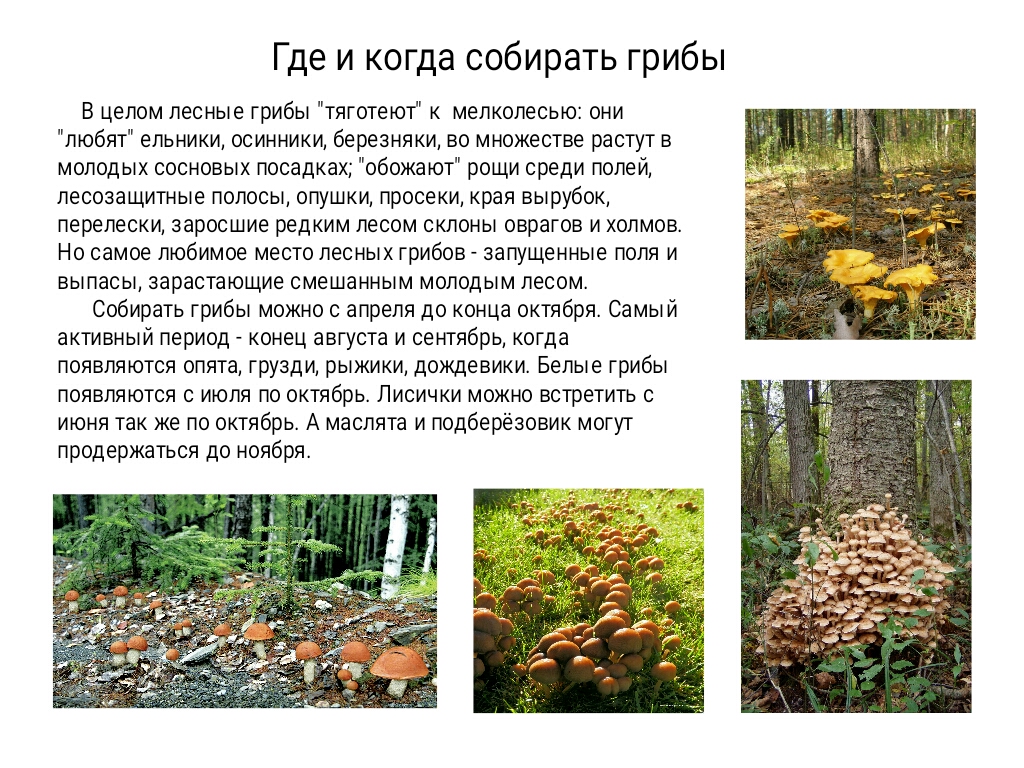 Где и когда собирать грибы
В целом лесные грибы "тяготеют" к  мелколесью: они
"любят" ельники, осинники, березняки, во множестве растут в
молодых сосновых посадках; "обожают" рощи среди полей,
лесозащитные полосы, опушки, просеки, края вырубок,
перелески, заросшие редким лесом склоны оврагов и холмов.
Но самое любимое место лесных грибов - запущенные поля и
выпасы, зарастающие смешанным молодым лесом.
Собирать грибы можно с апреля до конца октября. Самый
активный период - конец августа и сентябрь, когда
появляются опята, грузди, рыжики, дождевики. Белые грибы
появляются с июля по октябрь. Лисички можно встретить с
июня так же по октябрь. А маслята и подберёзовик могут
продержаться до ноября.